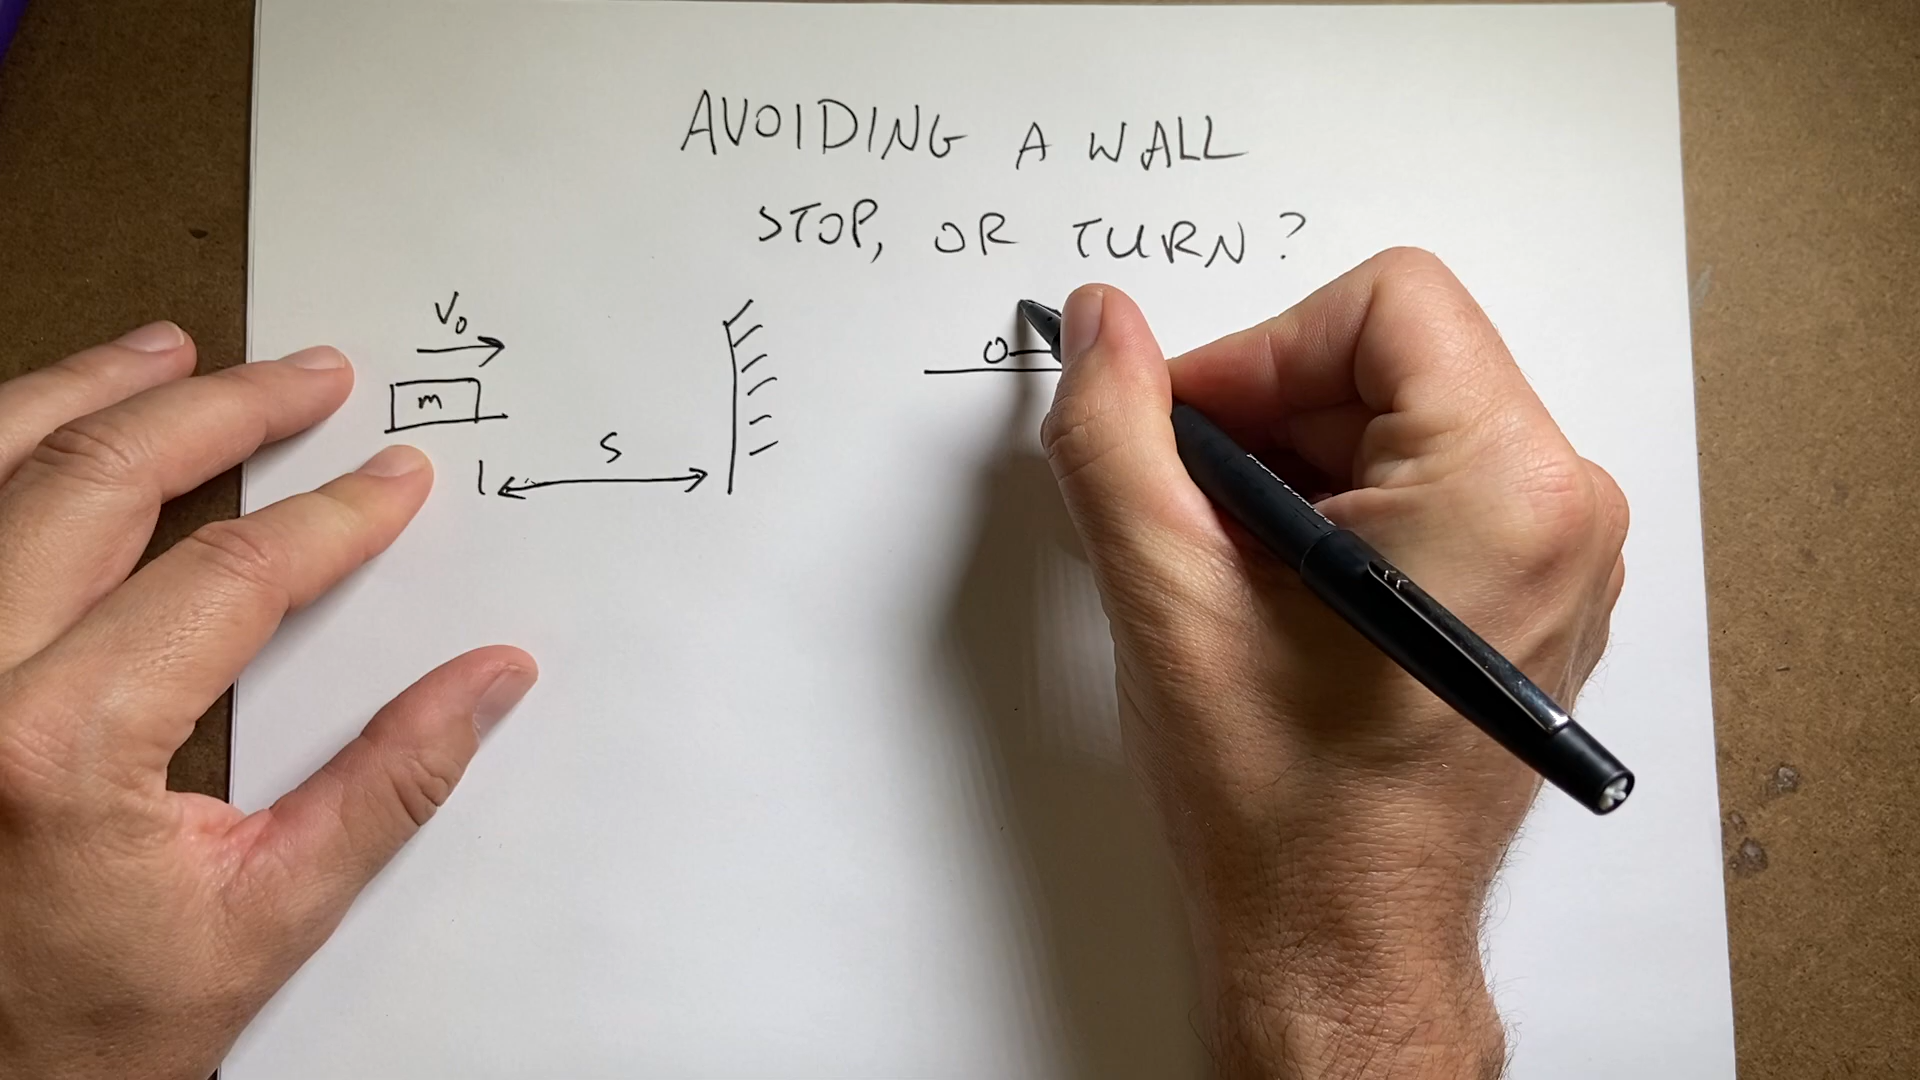 AVOIDING A WALL
STOP, OR TURN?
V₀
m
S